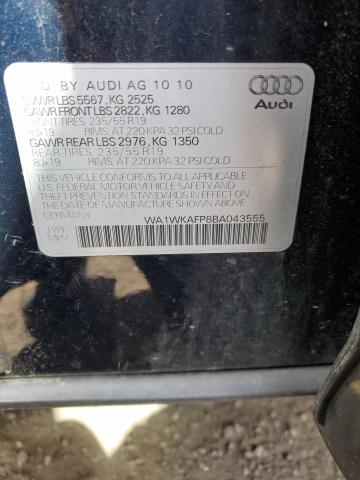 MFD BY AUDI AG 10 10
GVWR LBS 5567, KG 2525
GAWR FRONT LBS 2822, KG 1280
FRONT-TIRES 235/55 R19
8Jx19 RIMS, AT 220 KPA 32 PSI COLD
GAWR REAR LBS 2976, KG 1350
REAR-TIRES 235/55 R19
8Jx19 RIMS, AT 220 KPA 32 PSI COLD
THIS VEHICLE CONFORMS TO ALL APPLICABLE
U.S FEDERAL MOTOR VEHICLE SAFETY AND
THEFT PREVENTION STANDARDS IN EFFECT ON
THE DATE OF MANUFACTURE SHOWN ABOVE
GERMANY
WA1WKAFP8BA043555
TYPE:
MPV
Audi